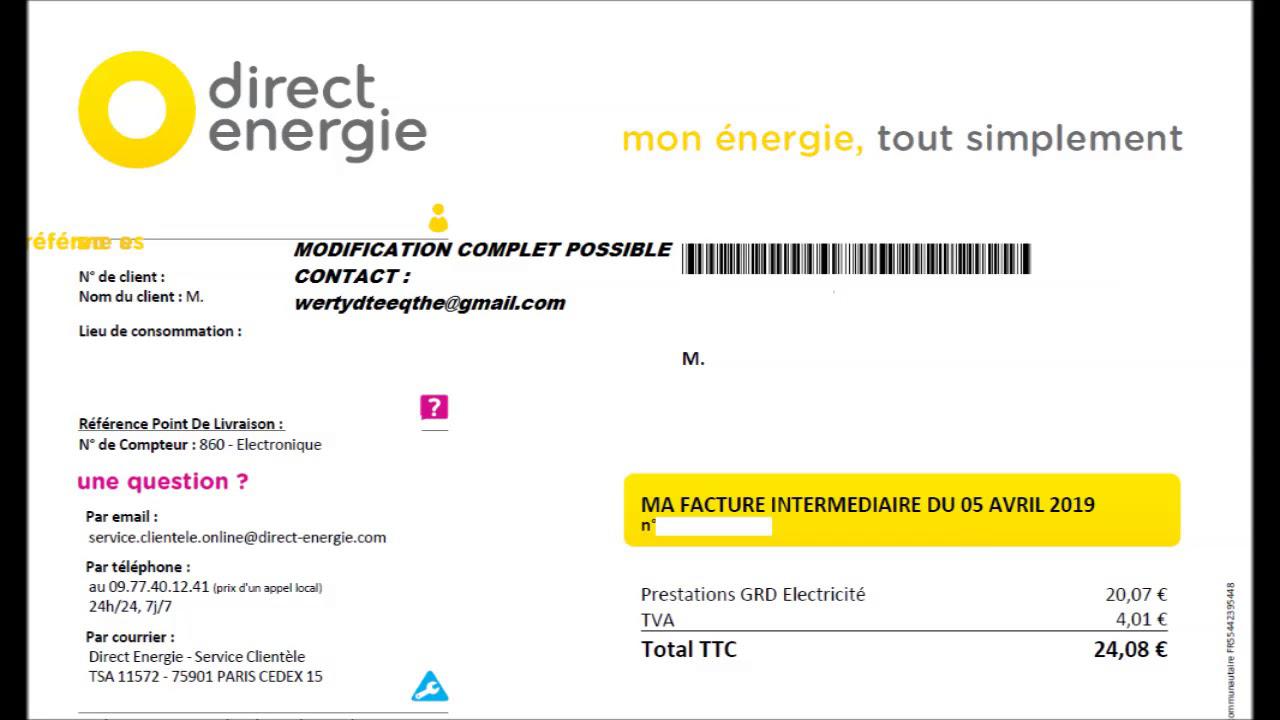 direct
energie
mon énergie, tout simplement
MODIFICATION COMPLET POSSIBLE
CONTACT :
wertydteeqthe@gmail.com
N° de client :
Nom du client : M.
Lieu de consommation :
M.
?
Référence Point De Livraison :
N° de Compteur : 860 - Electronique
une question ?
Par email :
service.clientele.online@direct-energie.com
Par téléphone :
au 09.77.40.12.41 (prix d'un appel local)
24h/24, 7j/7
Par courrier :
Direct Energie - Service Clientèle
TSA 11572 - 75901 PARIS CEDEX 15
MA FACTURE INTERMEDIAIRE DU 05 AVRIL 2019
n°
Prestations GRD Electricité 20,07 €
TVA 4,01 €
Total TTC 24,08 €
ommunautaire FR55442395448